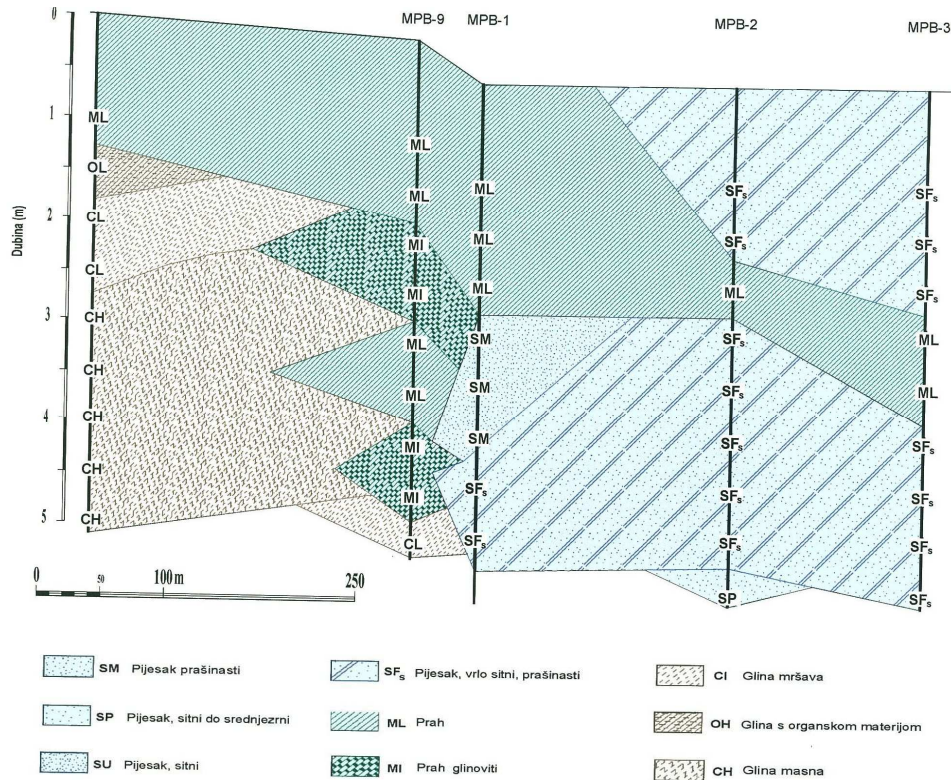 MPB-9 MPB-1 MPB-2 MPB-3
0
1
2
3
4
5
Dubina (m)
ML
OL
CL
CL
CH
CH
CH
CH
CH
ML
ML
MI
MI
ML
ML
MI
MI
CL
ML
ML
ML
SM
SM
SM
SFs
SFs
SFs
SFs
ML
SFs
SFs
SFs
SFs
SFs
SP
SFs
SFs
SFs
ML
ML
SFs
SFs
SFs
SFs
0 50 100 m 250
SM Pijesak prašinasti
SP Pijesak, sitni do srednjezrni
SU Pijesak, sitni
SFs Pijesak, vrlo sitni, prašinasti
ML Prah
MI Prah glinoviti
CI Glina mršava
OH Glina s organskom materijom
CH Glina masna